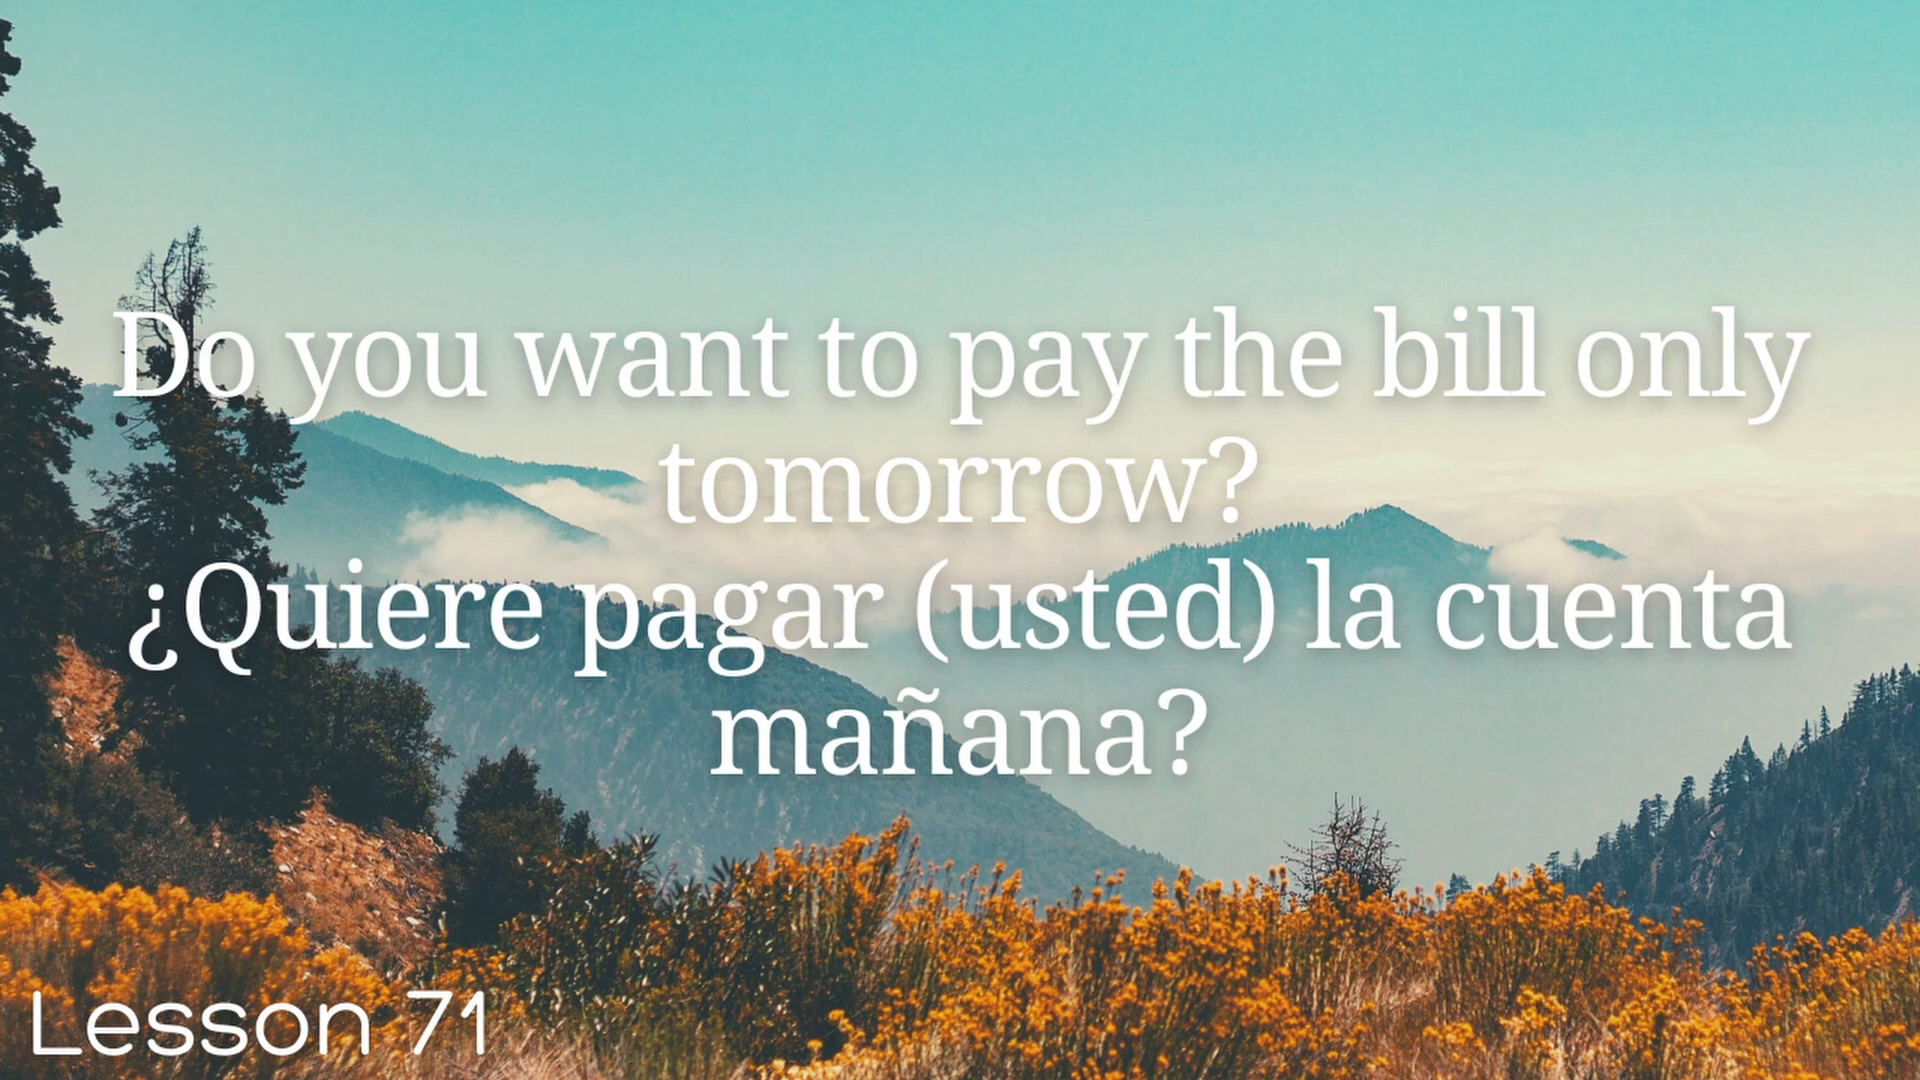 Do you want to pay the bill only
tomorrow?
¿Quiere pagar (usted) la cuenta
mañana?
Lesson 71